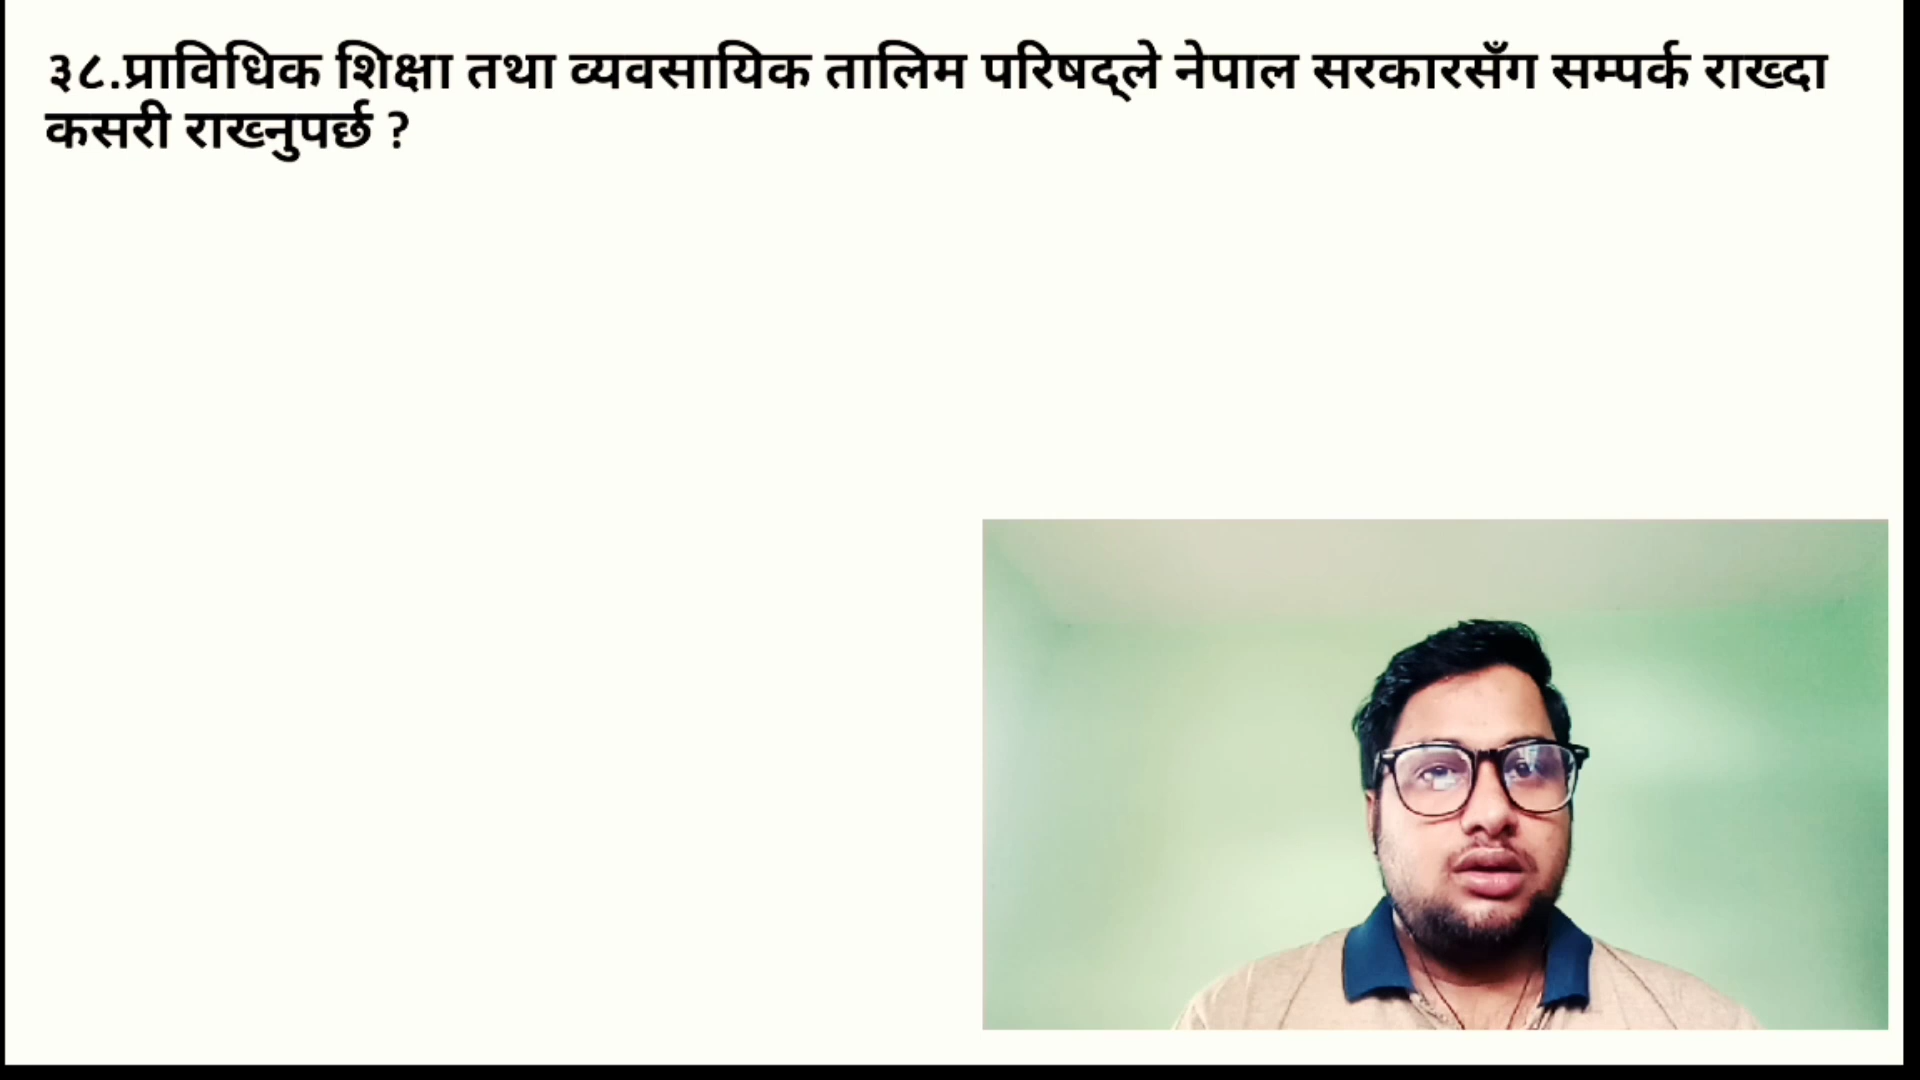 ३८.प्राविधिक शिक्षा तथा व्यवसायिक तालिम परिषद्ले नेपाल सरकारसँग सम्पर्क राख्दा
कसरी राख्नुपर्छ ?